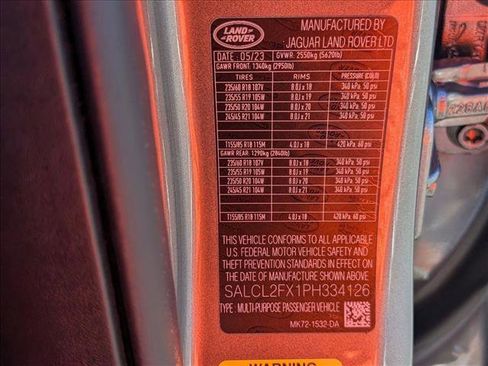 LAND ROVER
MANUFACTURED BY
JAGUAR LAND ROVER LTD
DATE : 05/23 GVWR: 2550kg (5620lb)
GAWR FRONT: 1340kg (2950lb)
TIRES RIMS PRESSURE (COLD)
235/60 R18 107V 8.0J x 18 340 kPa. 50 psi
235/55 R19 105W 8.0J x 19 340 kPa. 50 psi
235/50 R20 104W 8.0J x 20 340 kPa. 50 psi
245/45 R21 104W 8.0J x 21 340 kPa. 50 psi
T155/85 R18 115M 4.0J x 18 420 kPa. 60 psi
GAWR REAR: 1290kg (2840lb)
235/60 R18 107V 8.0J x 18 340 kPa. 50 psi
235/55 R19 105W 8.0J x 19 340 kPa. 50 psi
235/50 R20 104W 8.0J x 20 340 kPa. 50 psi
245/45 R21 104W 8.0J x 21 340 kPa. 50 psi
T155/85 R18 115M 4.0J x 18 420 kPa. 60 psi
THIS VEHICLE CONFORMS TO ALL APPLICABLE
U.S. FEDERAL MOTOR VEHICLE SAFETY AND
THEFT PREVENTION STANDARDS IN EFFECT ON
THE DATE OF MANUFACTURE SHOWN ABOVE
SALCL2FX1PH334126
TYPE : MULTI-PURPOSE PASSENGER VEHICLE
MK72-1532-DA
WARNING